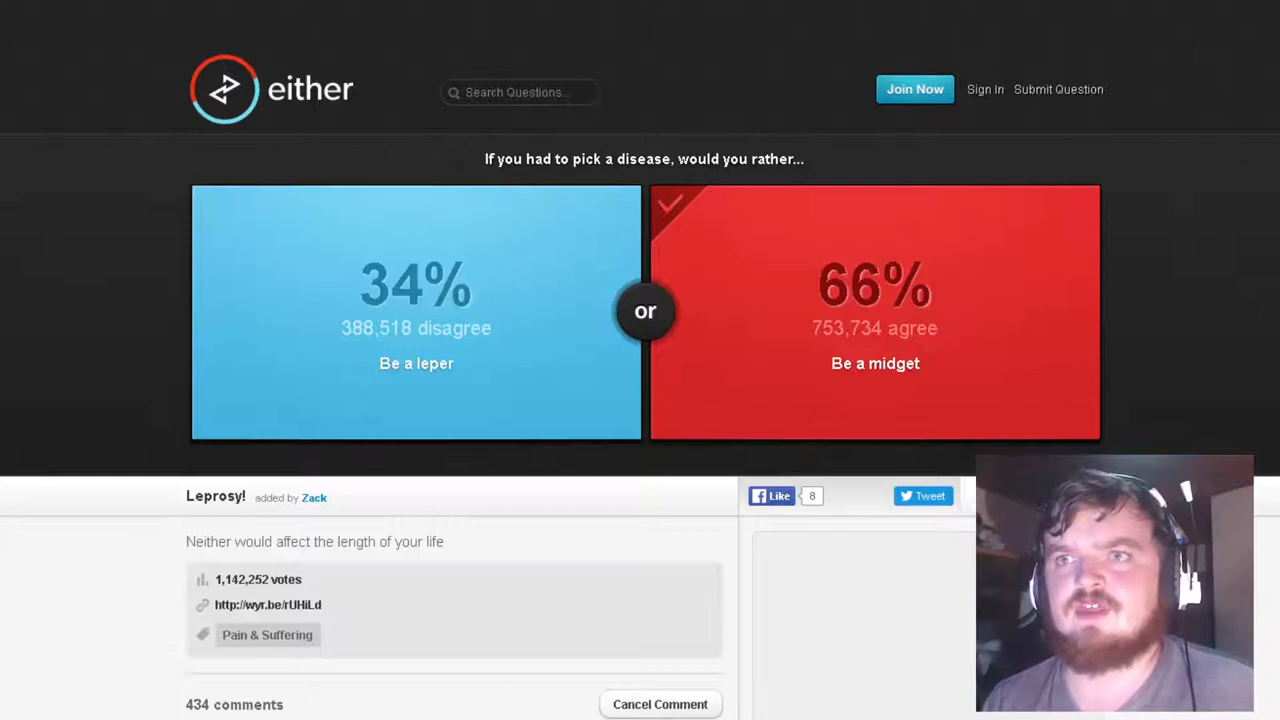 either
Search Questions...
Join Now
Sign In
Submit Question
If you had to pick a disease, would you rather...
34%
388,518 disagree
Be a leper
or
66%
753,734 agree
Be a midget
Leprosy! added by Zack
Like
8
Tweet
Neither would affect the length of your life
1,142,252 votes
http://wyr.be/rUHiLd
Pain & Suffering
434 comments
Cancel Comment